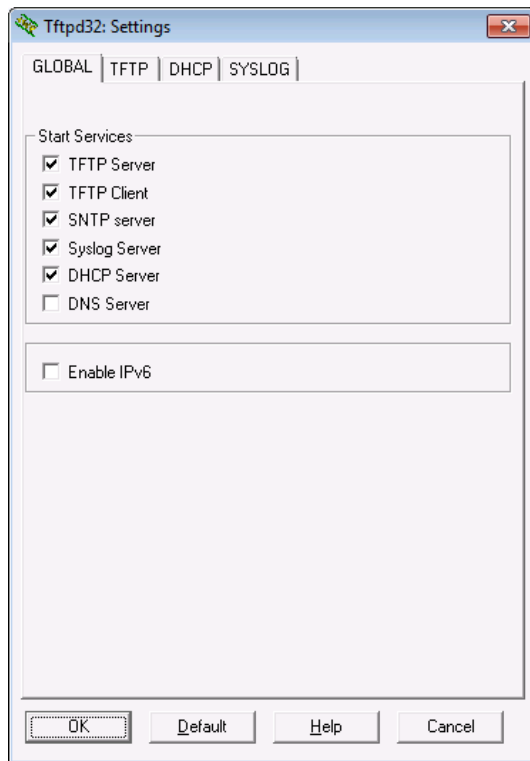 Tftpd32: Settings
GLOBAL TFTP DHCP SYSLOG
Start Services
TFTP Server
TFTP Client
SNTP server
Syslog Server
DHCP Server
DNS Server
Enable IPv6
OK Default Help Cancel